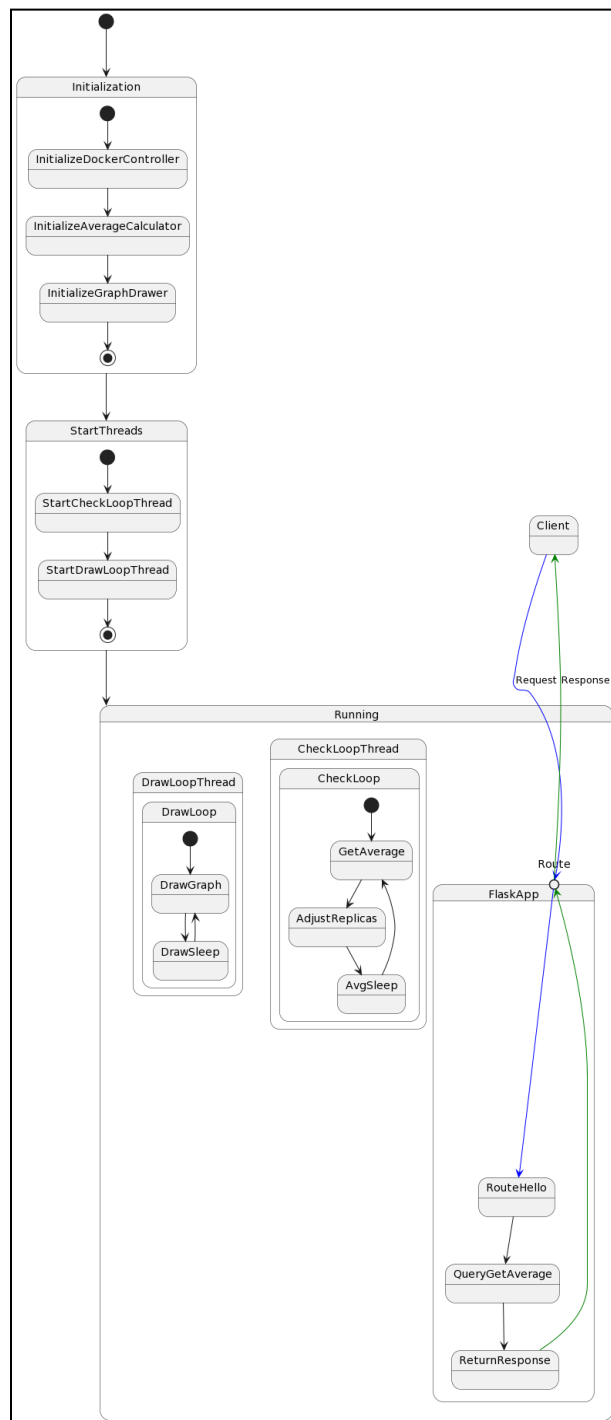 Initialization
InitializeDockerController
InitializeAverageCalculator
InitializeGraphDrawer
StartThreads
StartCheckLoopThread
StartDrawLoopThread
Client
Request
Response
Running
CheckLoopThread
CheckLoop
GetAverage
AdjustReplicas
AvgSleep
DrawLoopThread
DrawLoop
DrawGraph
DrawSleep
Route
FlaskApp
RouteHello
QueryGetAverage
ReturnResponse